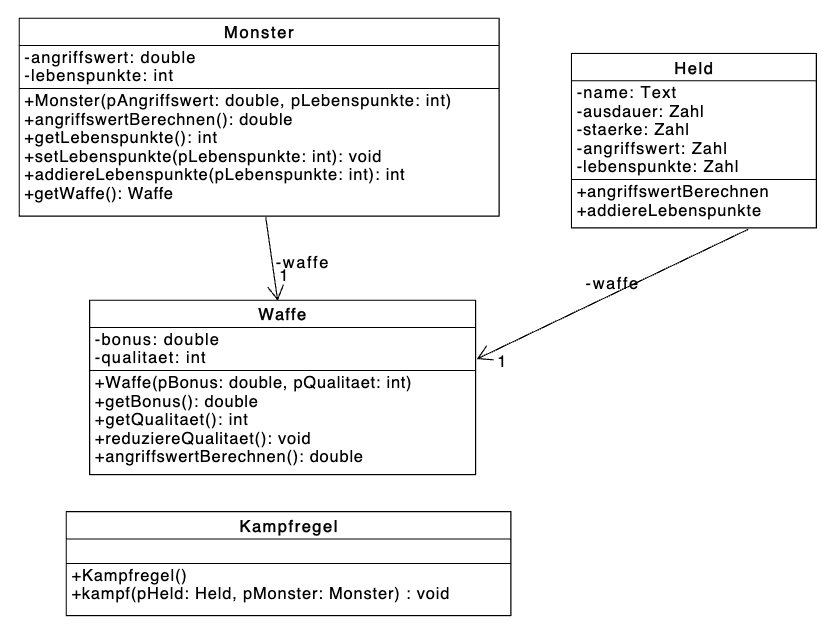 Monster
-angriffswert: double
-lebenspunkte: int
+Monster(pAngriffswert: double, pLebenspunkte: int)
+angriffswertBerechnen(): double
+getLebenspunkte(): int
+setLebenspunkte(pLebenspunkte: int): void
+addiereLebenspunkte(pLebenspunkte: int): int
+getWaffe(): Waffe
Held
-name: Text
-ausdauer: Zahl
-staerke: Zahl
-angriffswert: Zahl
-lebenspunkte: Zahl
+angriffswertBerechnen
+addiereLebenspunkte
-waffe
1
-waffe
1
Waffe
-bonus: double
-qualitaet: int
+Waffe(pBonus: double, pQualitaet: int)
+getBonus(): double
+getQualitaet(): int
+reduziereQualitaet(): void
+angriffswertBerechnen(): double
Kampfregel
+Kampfregel()
+kampf(pHeld: Held, pMonster: Monster) : void